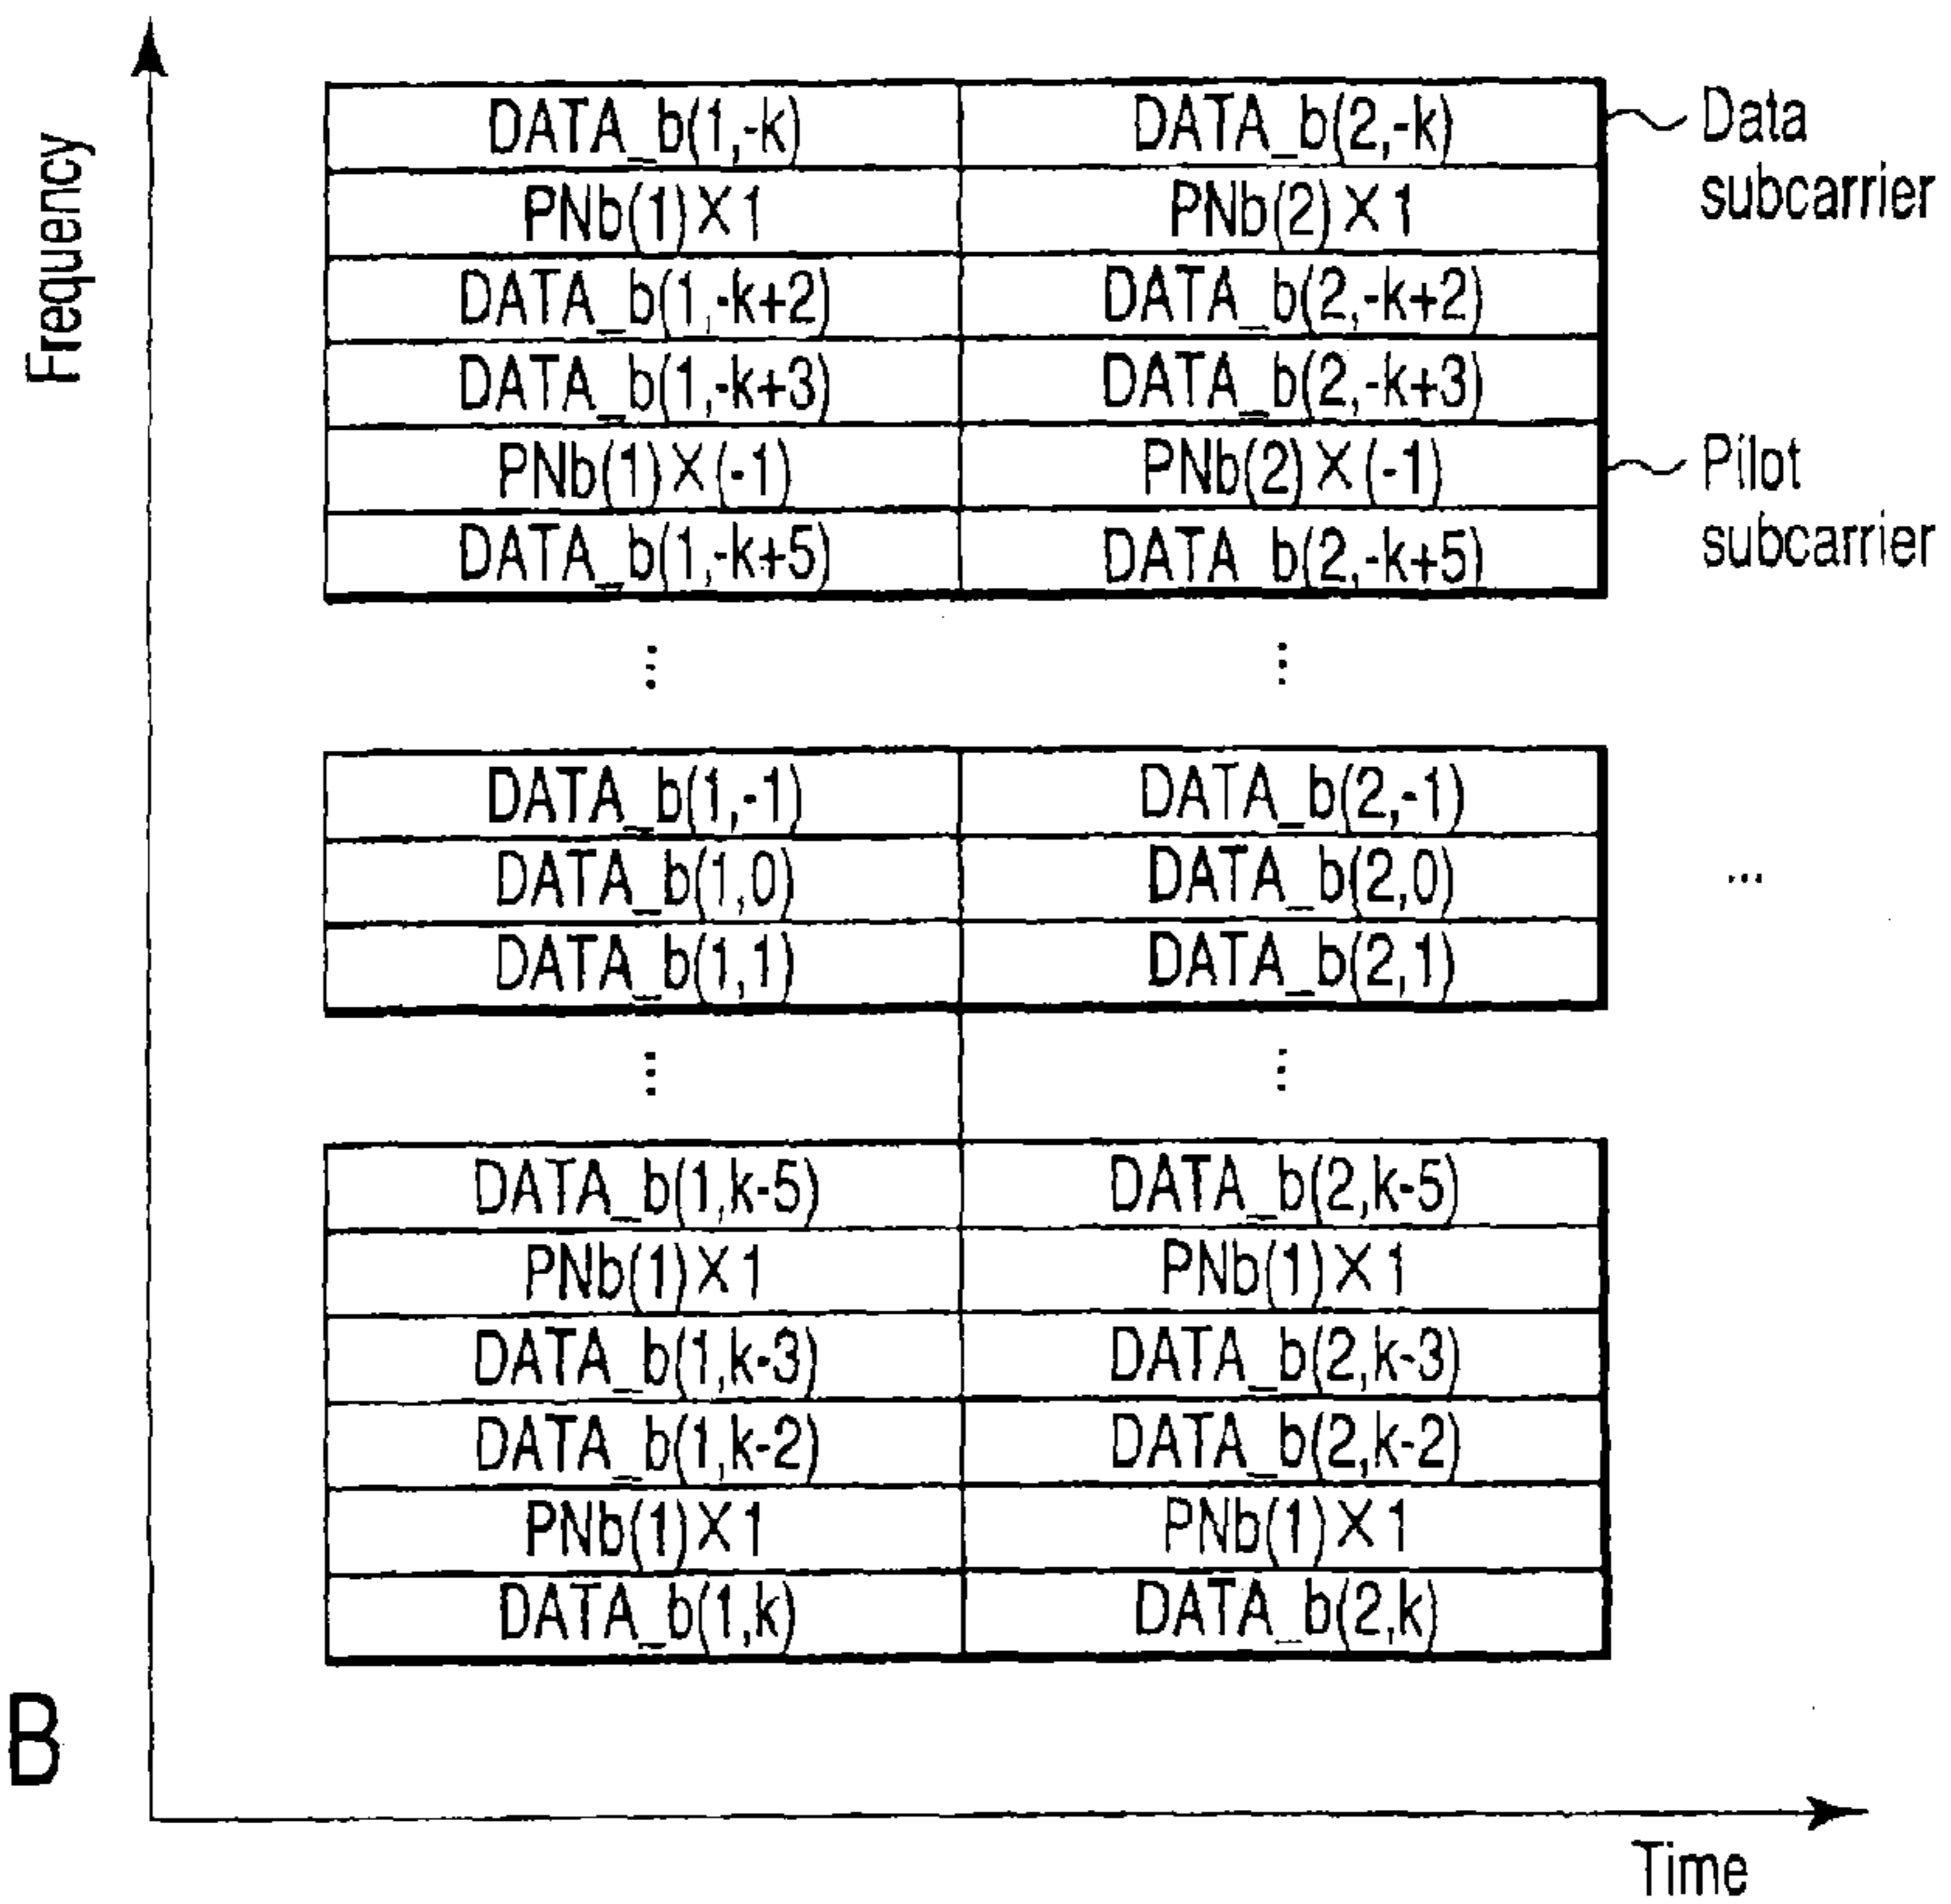 Frequency
DATA_b(1,-k) DATA_b(2,-k)
Data
subcarrier
PNb(1)X1 PNb(2)X1
DATA_b(1,-k+2) DATA_b(2,-k+2)
DATA_b(1,-k+3) DATA_b(2,-k+3)
PNb(1)X(-1) PNb(2)X(-1)
Pilot
subcarrier
DATA_b(1,-k+5) DATA_b(2,-k+5)
⋮ ⋮
DATA_b(1,-1) DATA_b(2,-1)
DATA_b(1,0) DATA_b(2,0) ...
DATA_b(1,1) DATA_b(2,1)
⋮ ⋮
DATA_b(1,k-5) DATA_b(2,k-5)
PNb(1)X1 PNb(1)X1
DATA_b(1,k-3) DATA_b(2,k-3)
DATA_b(1,k-2) DATA_b(2,k-2)
PNb(1)X1 PNb(1)X1
DATA_b(1,k) DATA_b(2,k)
B
Time